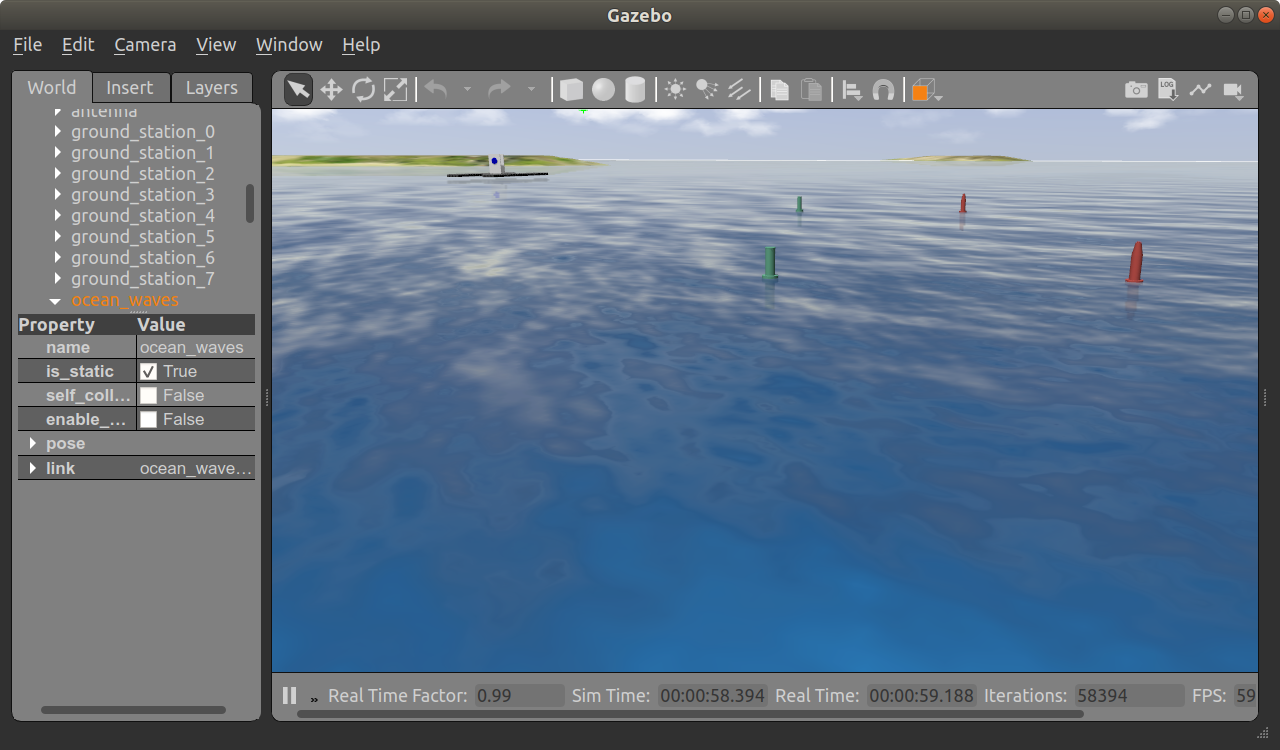 Gazebo
File Edit Camera View Window Help
World Insert Layers
antenna
ground_station_0
ground_station_1
ground_station_2
ground_station_3
ground_station_4
ground_station_5
ground_station_6
ground_station_7
ocean_waves
Property Value
name ocean_waves
is_static True
self_coll... False
enable_... False
pose
link ocean_wave...
LOG
Real Time Factor: 0.99 Sim Time: 00:00:58.394 Real Time: 00:00:59.188 Iterations: 58394 FPS: 59